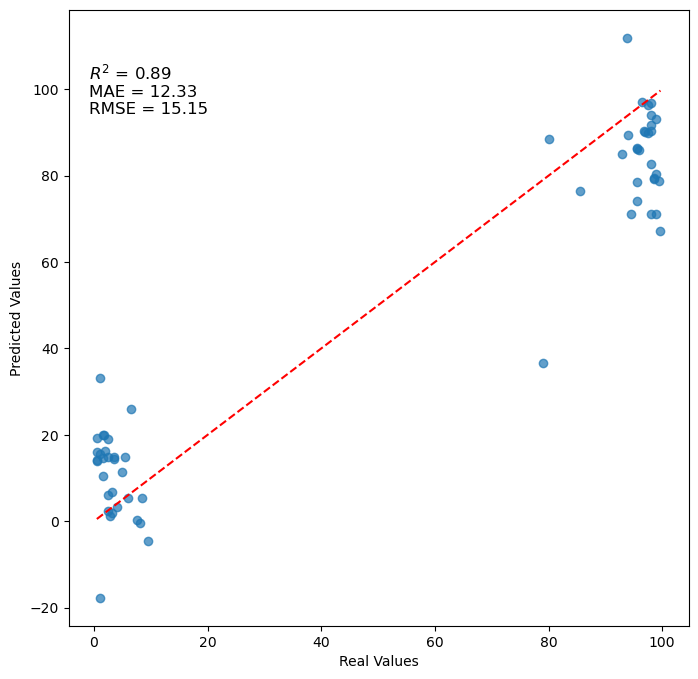 R² = 0.89
MAE = 12.33
RMSE = 15.15
100
80
60
40
20
0
−20
Predicted Values
0 20 40 60 80 100
Real Values